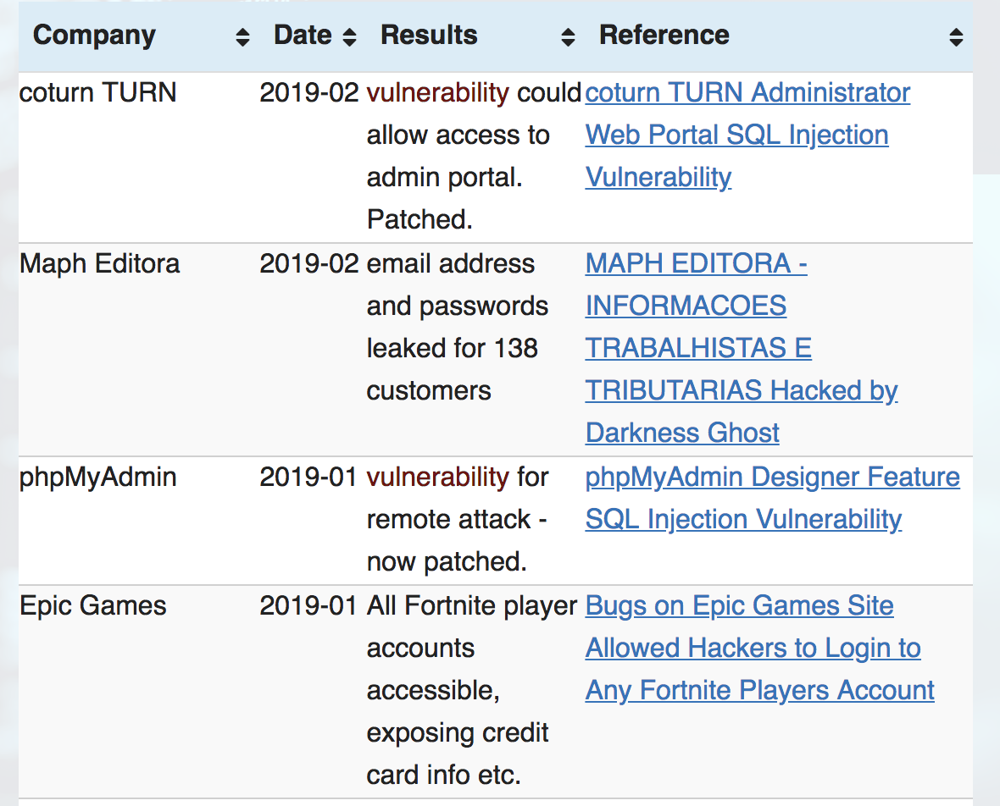 Company Date Results Reference
coturn TURN 2019-02 vulnerability could coturn TURN Administrator
allow access to Web Portal SQL Injection
admin portal. Vulnerability
Patched.
Maph Editora 2019-02 email address MAPH EDITORA -
and passwords INFORMACOES
leaked for 138 TRABALHISTAS E
customers TRIBUTARIAS Hacked by
Darkness Ghost
phpMyAdmin 2019-01 vulnerability for phpMyAdmin Designer Feature
remote attack - SQL Injection Vulnerability
now patched.
Epic Games 2019-01 All Fortnite player Bugs on Epic Games Site
accounts Allowed Hackers to Login to
accessible, Any Fortnite Players Account
exposing credit
card info etc.